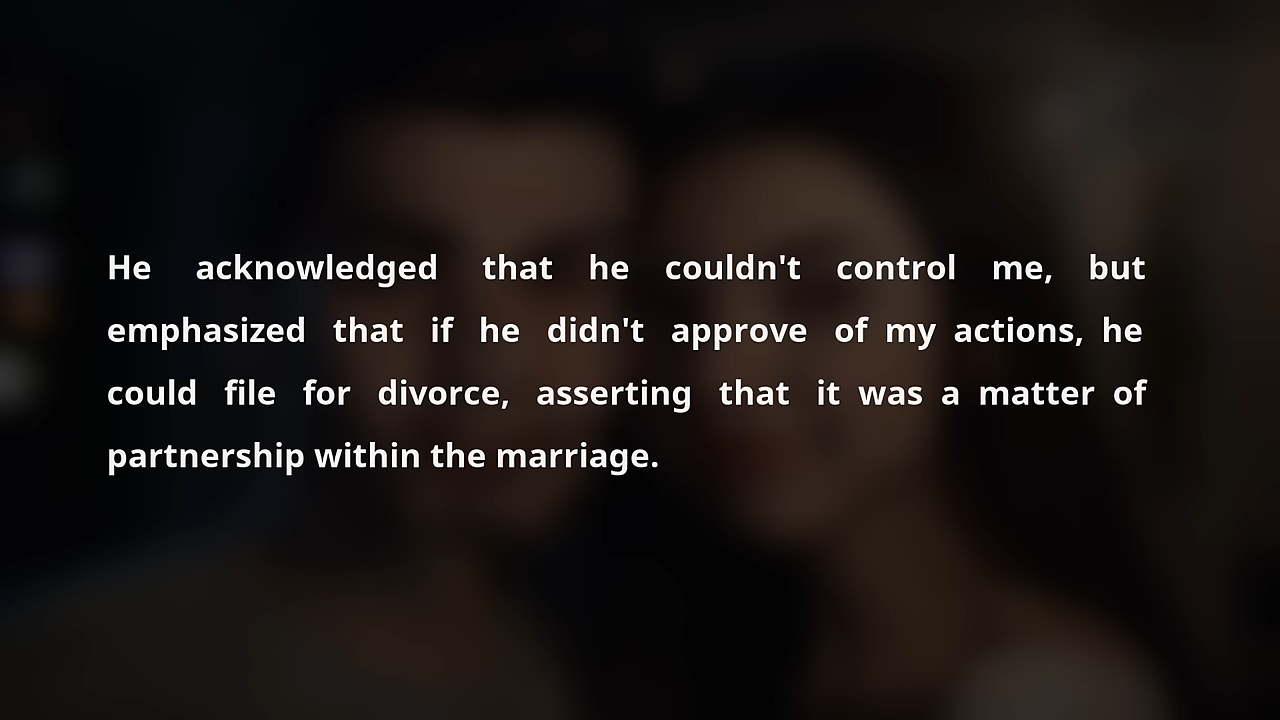 He acknowledged that he couldn't control me, but
emphasized that if he didn't approve of my actions, he
could file for divorce, asserting that it was a matter of
partnership within the marriage.